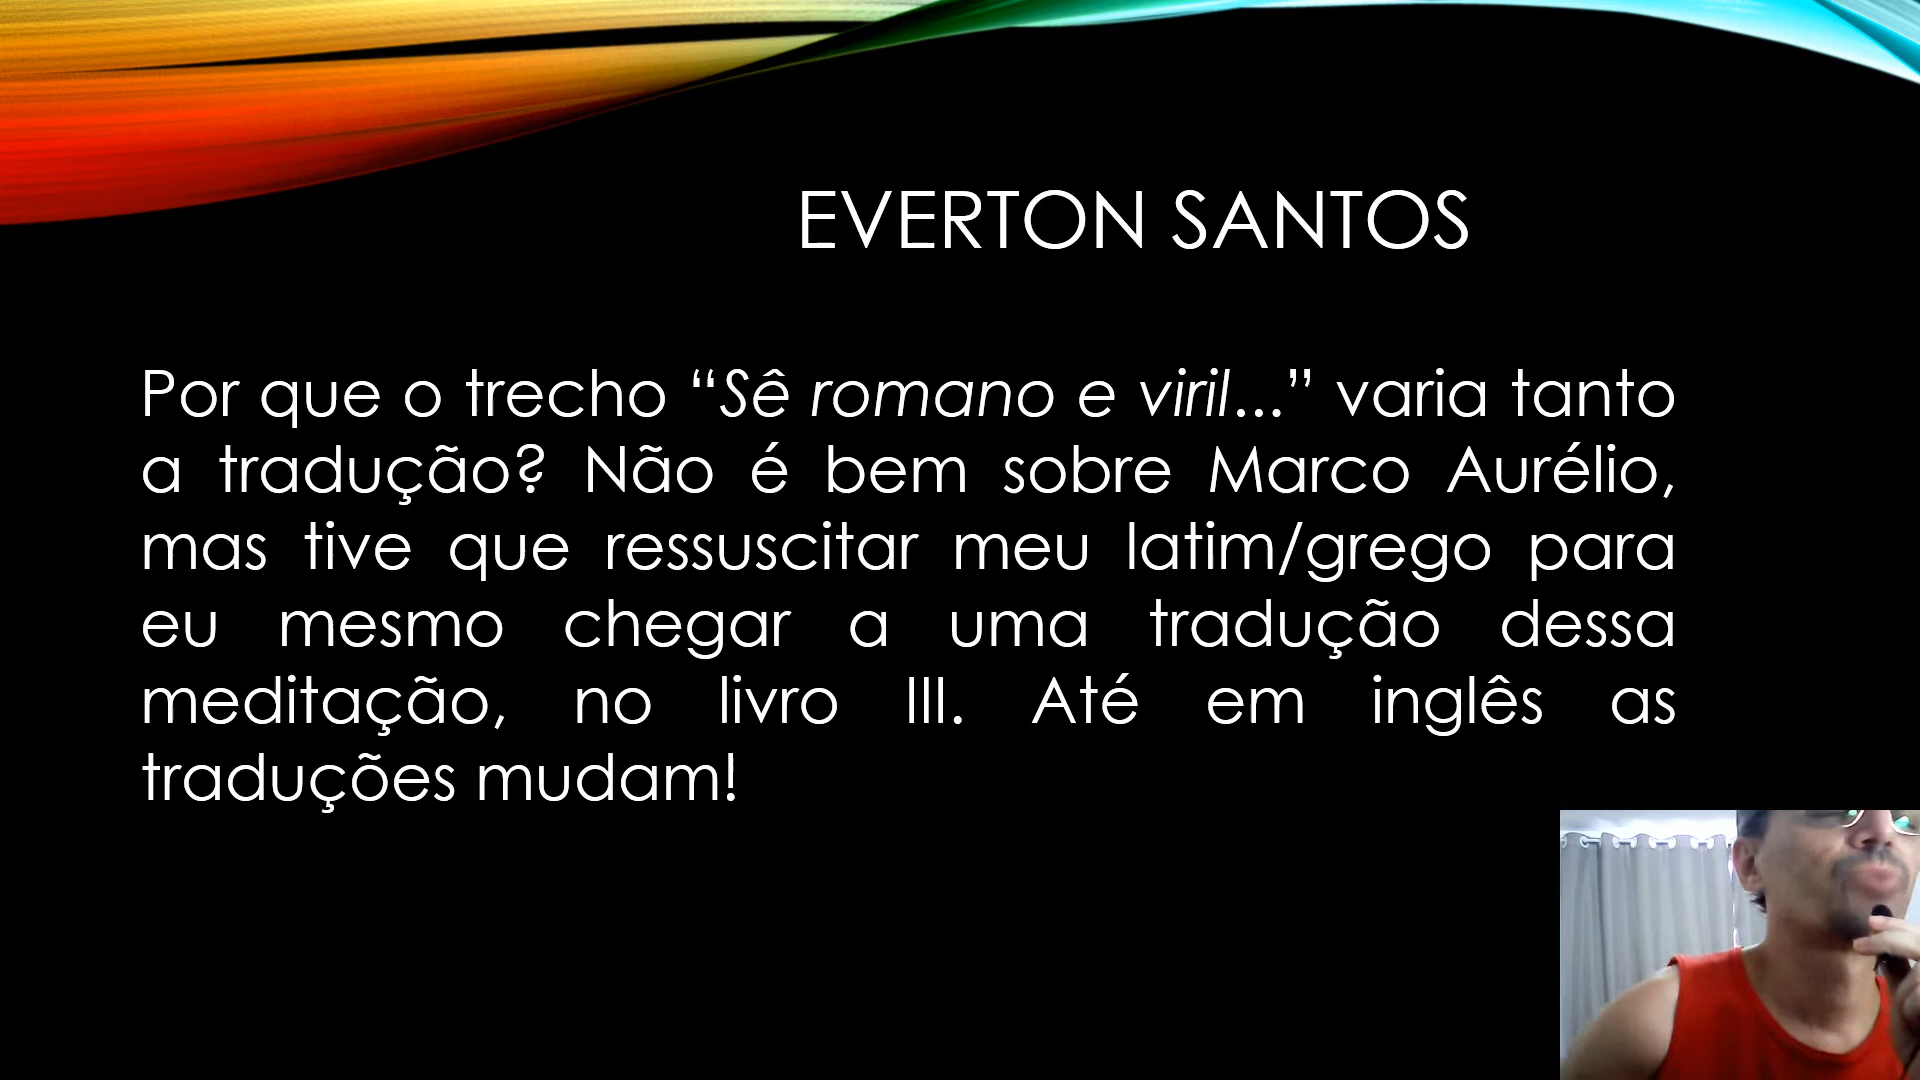 EVERTON SANTOS
Por que o trecho “Sê romano e viril...” varia tanto
a tradução? Não é bem sobre Marco Aurélio,
mas tive que ressuscitar meu latim/grego para
eu mesmo chegar a uma tradução dessa
meditação, no livro III. Até em inglês as
traduções mudam!